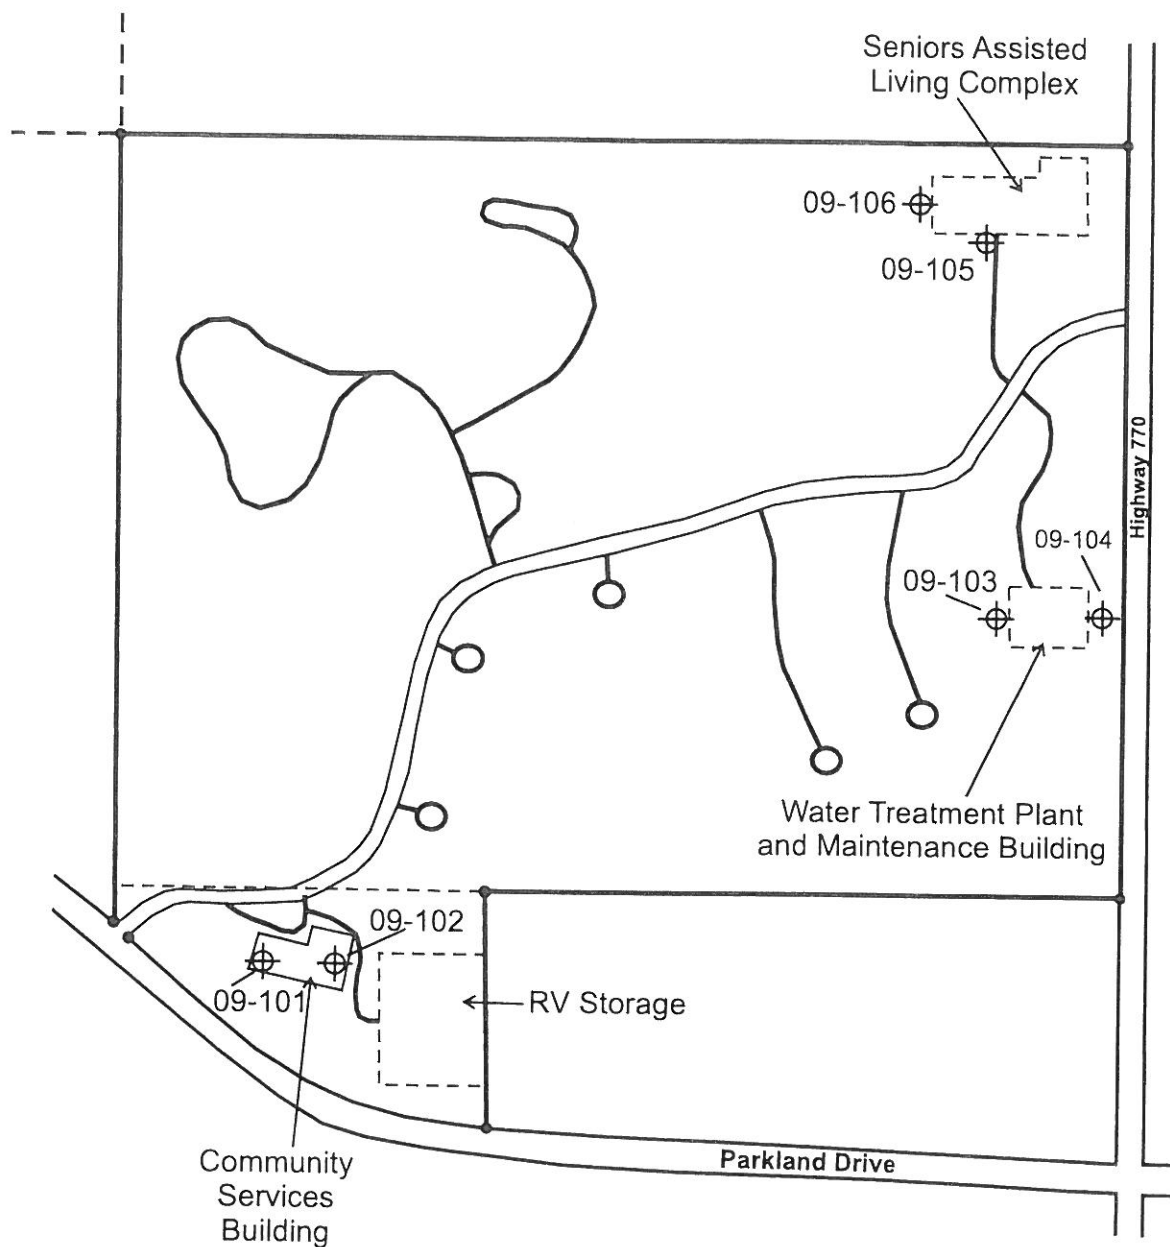 Seniors Assisted
Living Complex
09-106
09-105
Highway 770
09-104
09-103
Water Treatment Plant
and Maintenance Building
09-102
09-101
RV Storage
Community
Services
Building
Parkland Drive